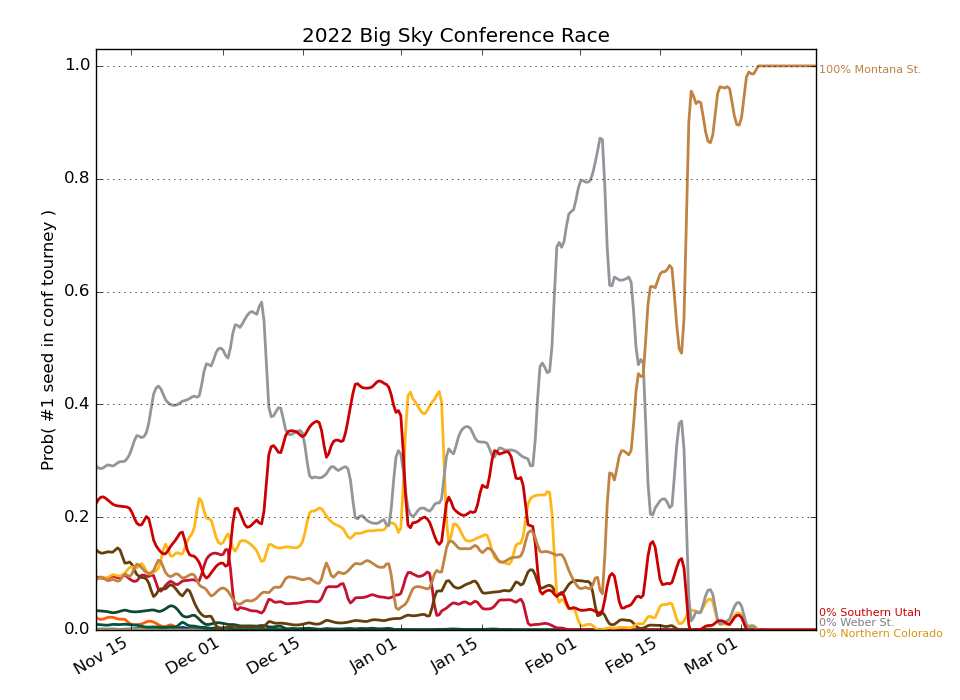 2022 Big Sky Conference Race
Prob( #1 seed in conf tourney )
1.0
0.8
0.6
0.4
0.2
0.0
Nov 15
Dec 01
Dec 15
Jan 01
Jan 15
Feb 01
Feb 15
Mar 01
100% Montana St.
0% Southern Utah
0% Weber St.
0% Northern Colorado